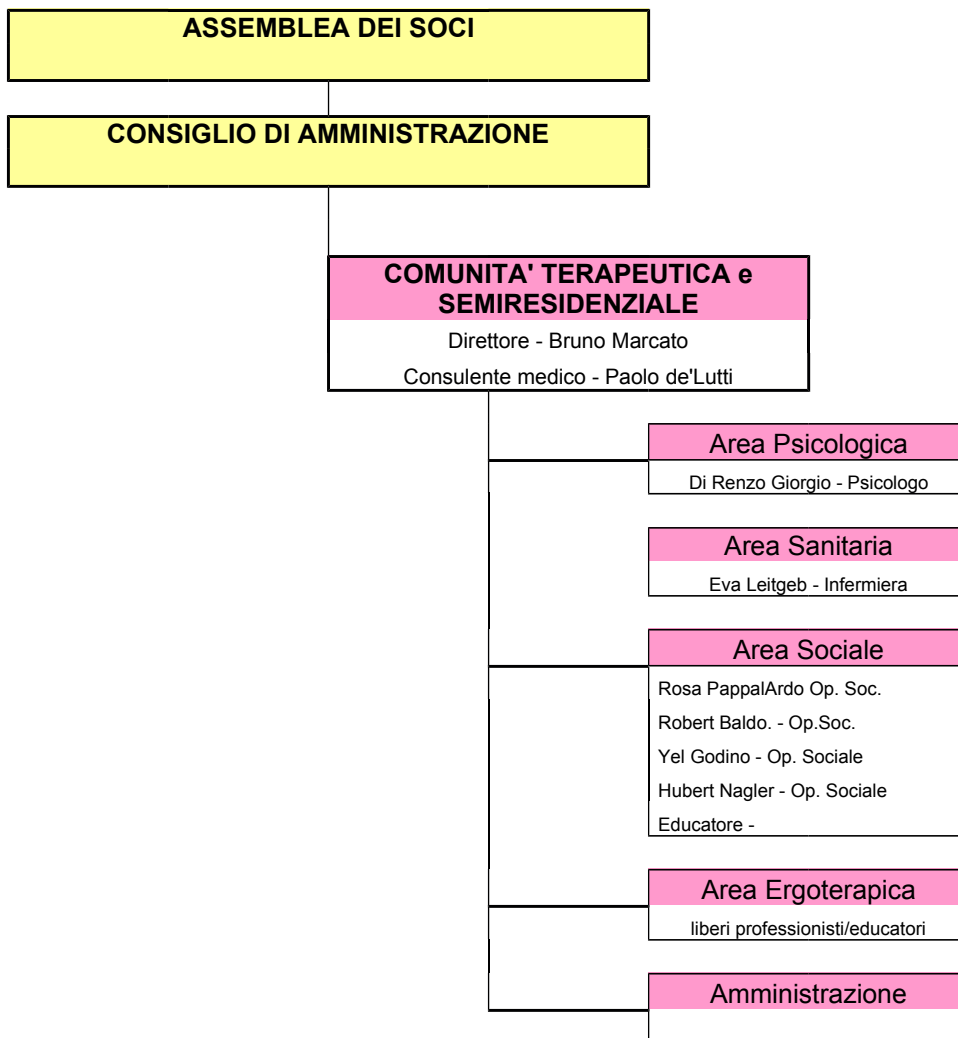 ASSEMBLEA DEI SOCI
CONSIGLIO DI AMMINISTRAZIONE
COMUNITA' TERAPEUTICA e
SEMIRESIDENZIALE
Direttore - Bruno Marcato
Consulente medico - Paolo de'Lutti
Area Psicologica
Di Renzo Giorgio - Psicologo
Area Sanitaria
Eva Leitgeb - Infermiera
Area Sociale
Rosa PappalArdo Op. Soc.
Robert Baldo. - Op.Soc.
Yel Godino - Op. Sociale
Hubert Nagler - Op. Sociale
Educatore -
Area Ergoterapica
liberi professionisti/educatori
Amministrazione